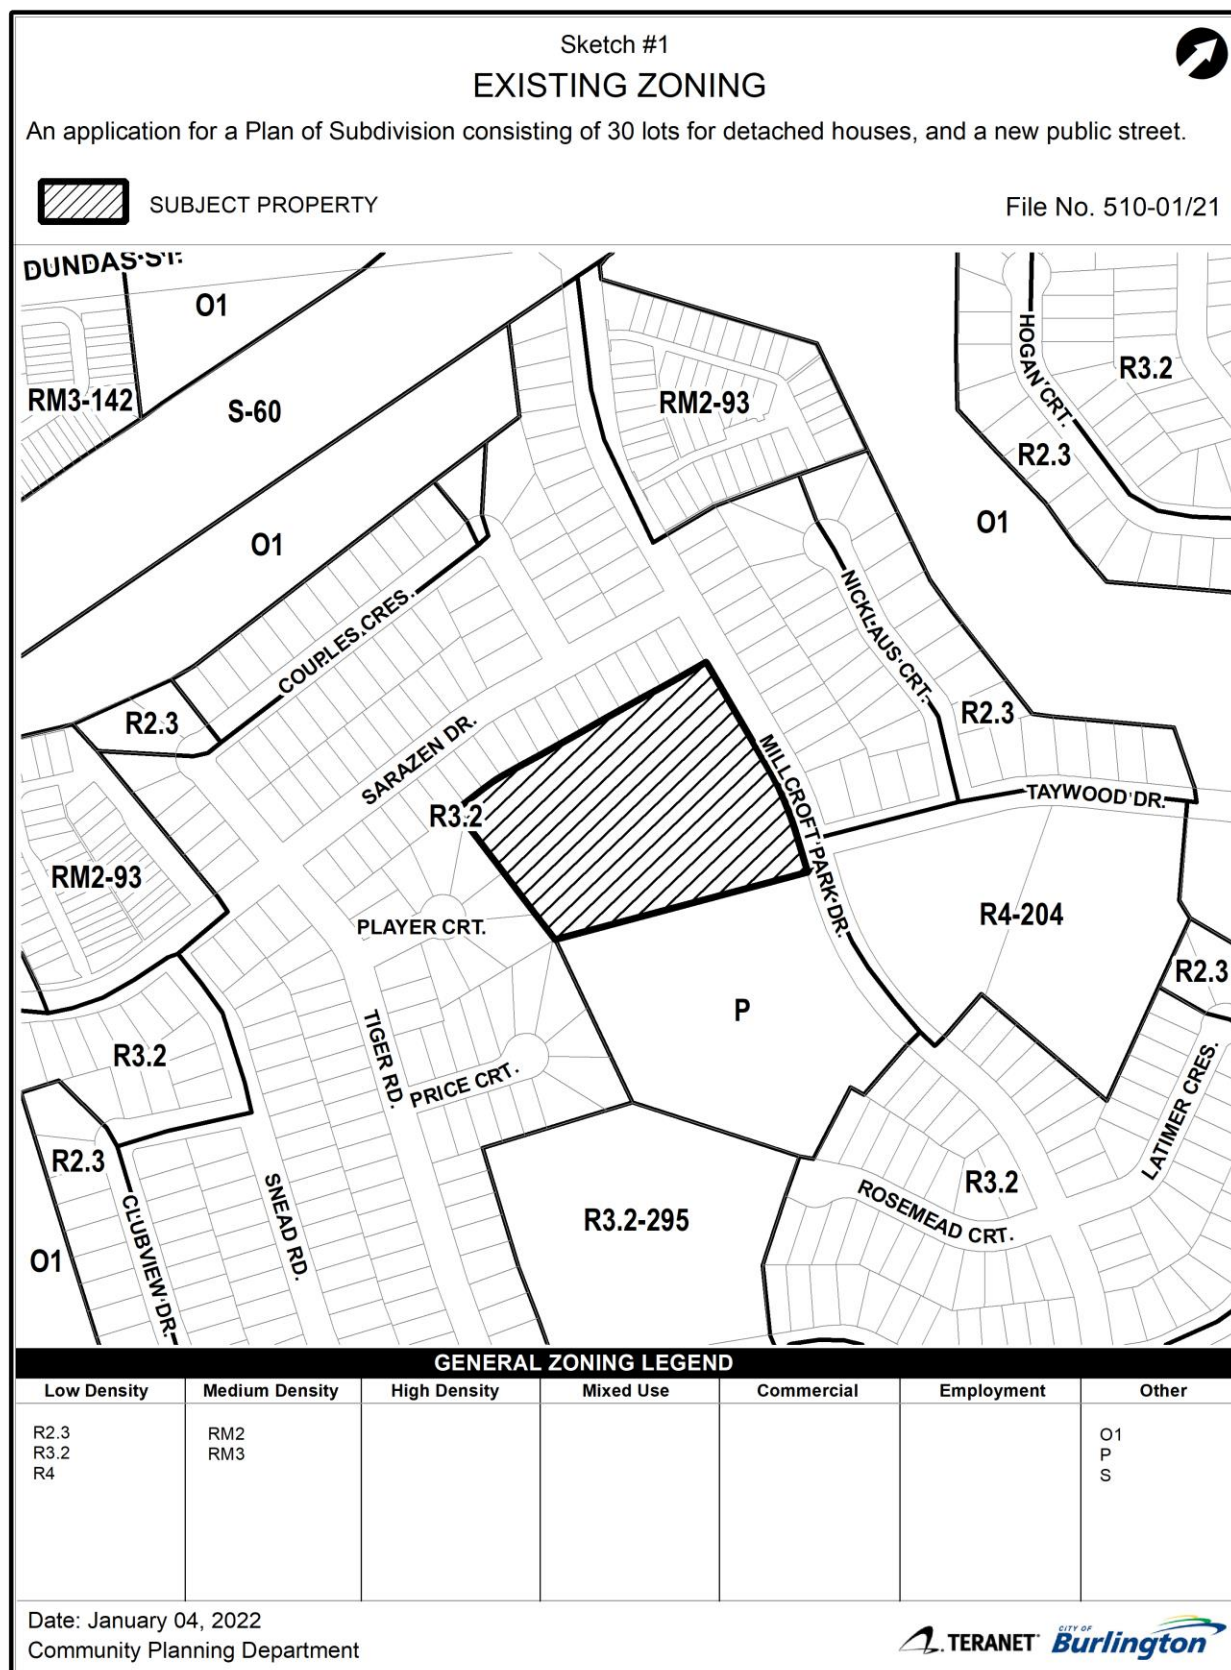 Sketch #1
EXISTING ZONING
An application for a Plan of Subdivision consisting of 30 lots for detached houses, and a new public street.
SUBJECT PROPERTY
File No. 510-01/21
DUNDAS ST.
O1
HOGAN CRT.
R3.2
RM3-142
S-60
RM2-93
R2.3
O1
O1
COUPLES CRES.
NICKLAUS CRT.
R2.3
R2.3
SARAZEN DR.
MILLCROFT PARK DR.
TAYWOOD DR.
R3.2
RM2-93
PLAYER CRT.
R4-204
R2.3
P
TIGER RD.
R3.2
PRICE CRT.
LATIMER CRES.
R2.3
R3.2
SNEAD RD.
ROSEMEAD CRT.
R3.2-295
CLUBVIEW DR.
O1
GENERAL ZONING LEGEND
Low Density Medium Density High Density Mixed Use Commercial Employment Other
R2.3 RM2 O1
R3.2 RM3 P
R4 S
Date: January 04, 2022
Community Planning Department
TERANET
CITY OF
Burlington